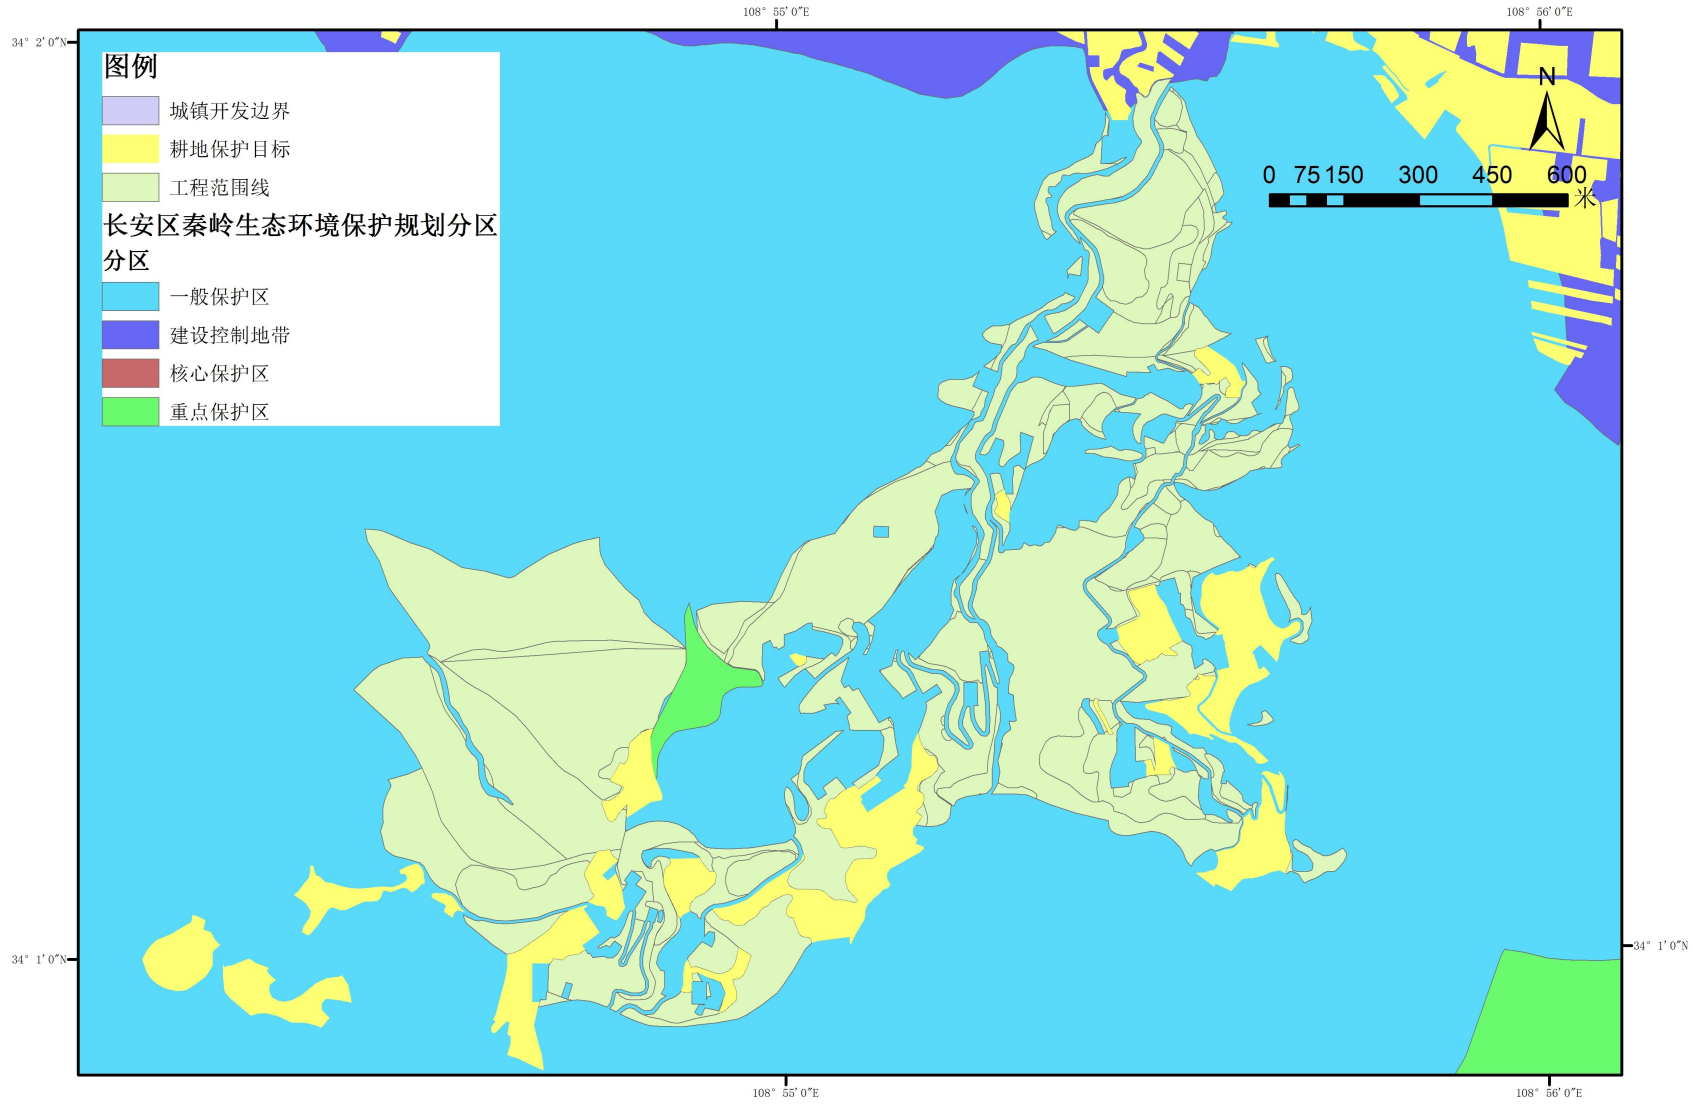 108° 55′0″E
108° 56′0″E
34° 2′0″N
图例
城镇开发边界
耕地保护目标
工程范围线
长安区秦岭生态环境保护规划分区
分区
一般保护区
建设控制地带
核心保护区
重点保护区
N
0 75 150 300 450 600
米
34° 1′0″N
34° 1′0″N
108° 55′0″E
108° 56′0″E